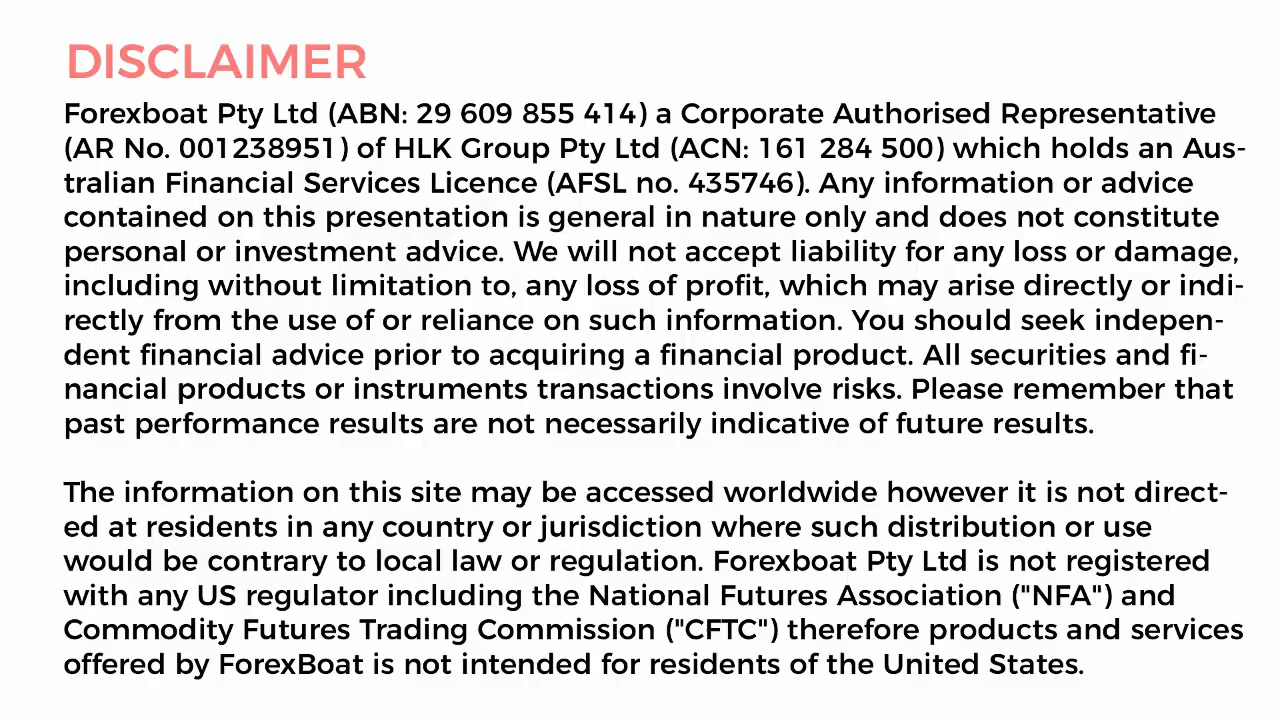 DISCLAIMER
Forexboat Pty Ltd (ABN: 29 609 855 414) a Corporate Authorised Representative
(AR No. 001238951) of HLK Group Pty Ltd (ACN: 161 284 500) which holds an Aus-
tralian Financial Services Licence (AFSL no. 435746). Any information or advice
contained on this presentation is general in nature only and does not constitute
personal or investment advice. We will not accept liability for any loss or damage,
including without limitation to, any loss of profit, which may arise directly or indi-
rectly from the use of or reliance on such information. You should seek indepen-
dent financial advice prior to acquiring a financial product. All securities and fi-
nancial products or instruments transactions involve risks. Please remember that
past performance results are not necessarily indicative of future results.
The information on this site may be accessed worldwide however it is not direct-
ed at residents in any country or jurisdiction where such distribution or use
would be contrary to local law or regulation. Forexboat Pty Ltd is not registered
with any US regulator including the National Futures Association ("NFA") and
Commodity Futures Trading Commission ("CFTC") therefore products and services
offered by ForexBoat is not intended for residents of the United States.